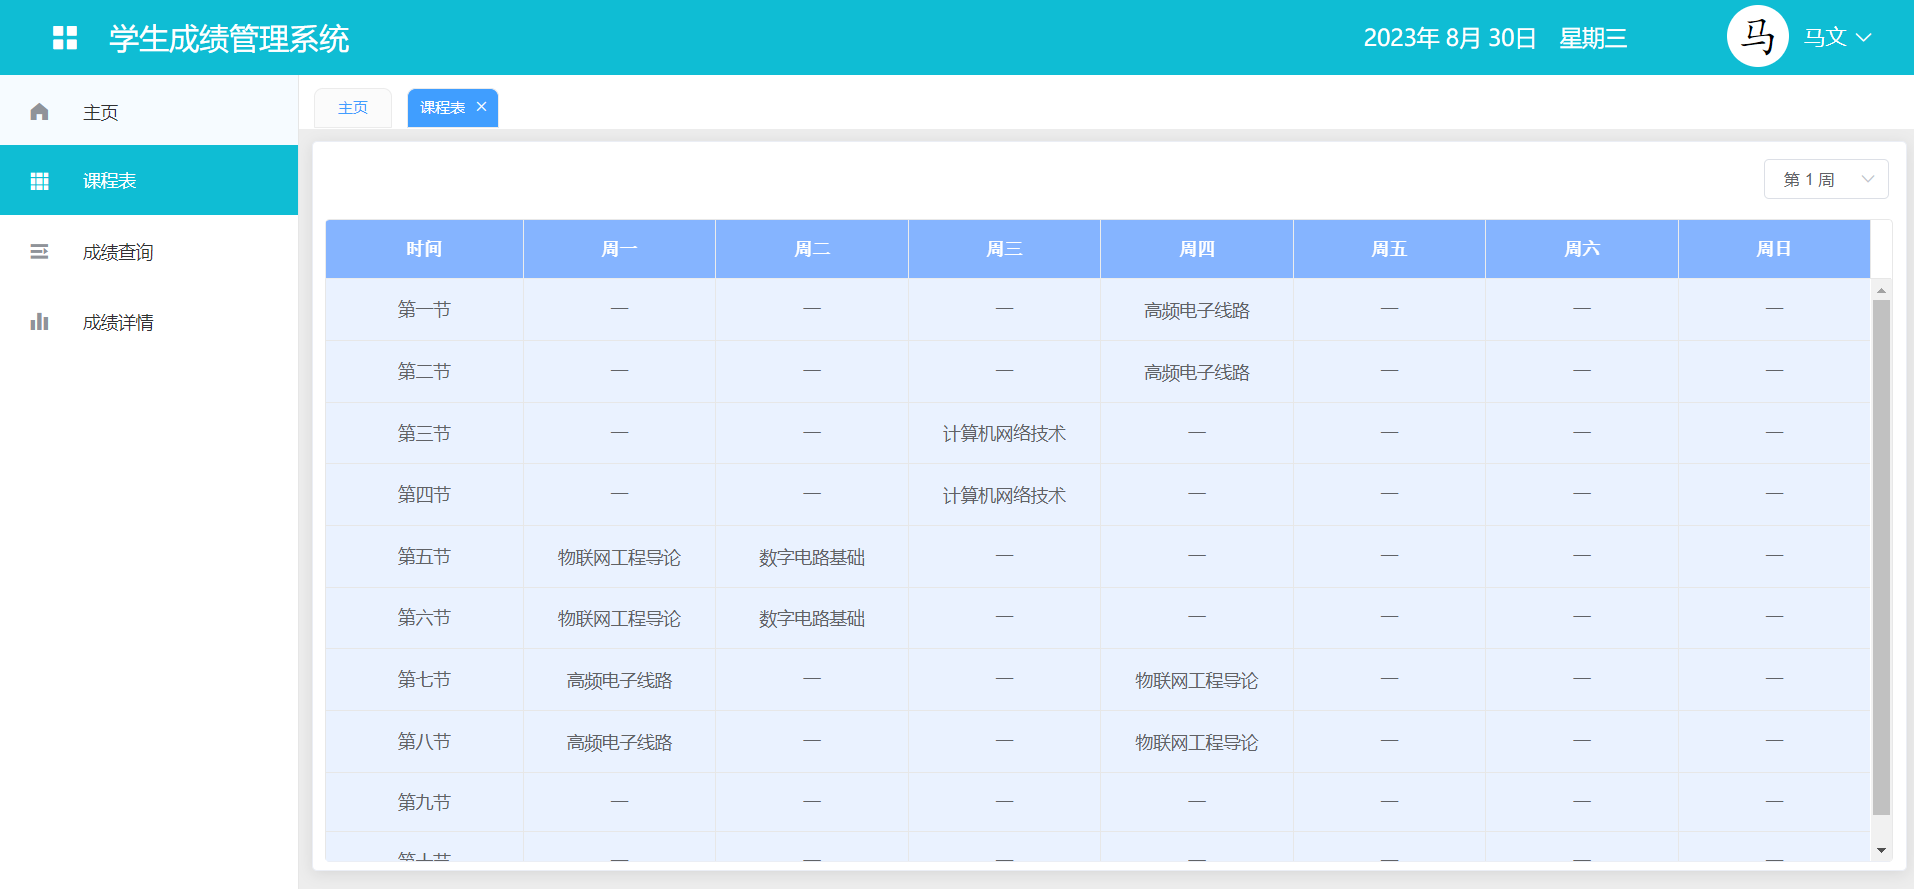 学生成绩管理系统
2023年 8月 30日 星期三
马
马文
主页
课程表
成绩查询
成绩详情
主页
课程表
第 1 周
时间 周一 周二 周三 周四 周五 周六 周日
第一节 — — — 高频电子线路 — — —
第二节 — — — 高频电子线路 — — —
第三节 — — 计算机网络技术 — — — —
第四节 — — 计算机网络技术 — — — —
第五节 物联网工程导论 数字电路基础 — — — — —
第六节 物联网工程导论 数字电路基础 — — — — —
第七节 高频电子线路 — — 物联网工程导论 — — —
第八节 高频电子线路 — — 物联网工程导论 — — —
第九节 — — — — — — —
第十节 — — — — — — —